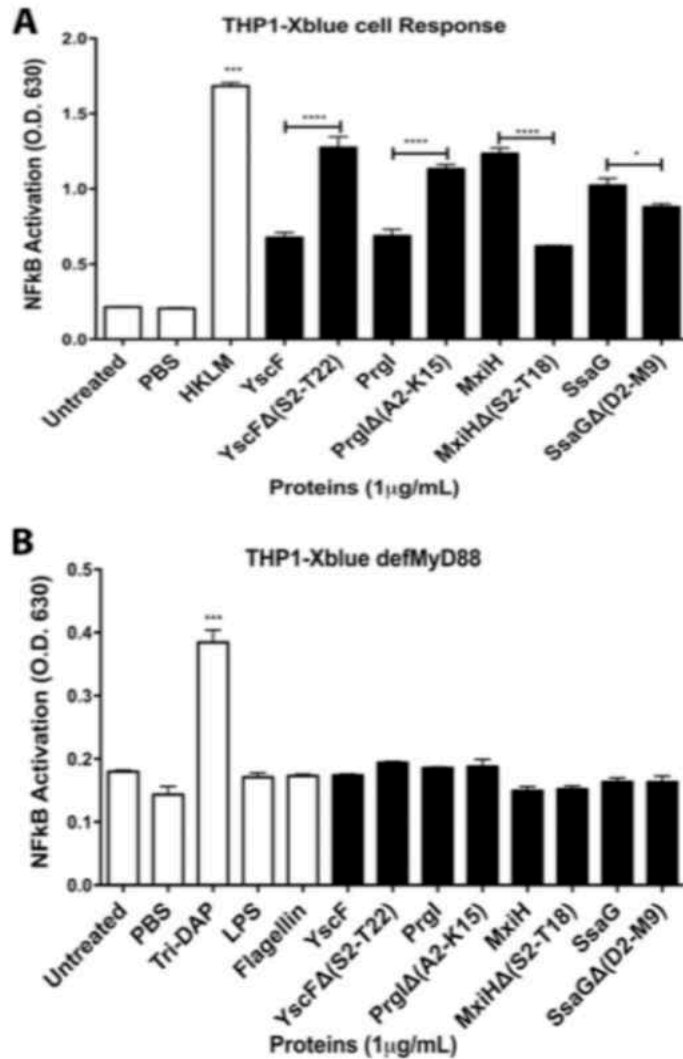 A
THP1-Xblue cell Response
NFkB Activation (O.D. 630)
2.0
1.5
1.0
0.5
0.0
***
****
****
****
*
Untreated
PBS
HKLM
YscF
YscFΔ(S2-T22)
PrgI
PrgIΔ(A2-K15)
MxiH
MxiHΔ(S2-T18)
SsaG
SsaGΔ(D2-M9)
Proteins (1µg/mL)
B
THP1-Xblue defMyD88
NFkB Activation (O.D. 630)
0.5
0.4
0.3
0.2
0.1
0.0
***
Untreated
PBS
Tri-DAP
LPS
Flagellin
YscF
YscFΔ(S2-T22)
PrgI
PrgIΔ(A2-K15)
MxiH
MxiHΔ(S2-T18)
SsaG
SsaGΔ(D2-M9)
Proteins (1µg/mL)